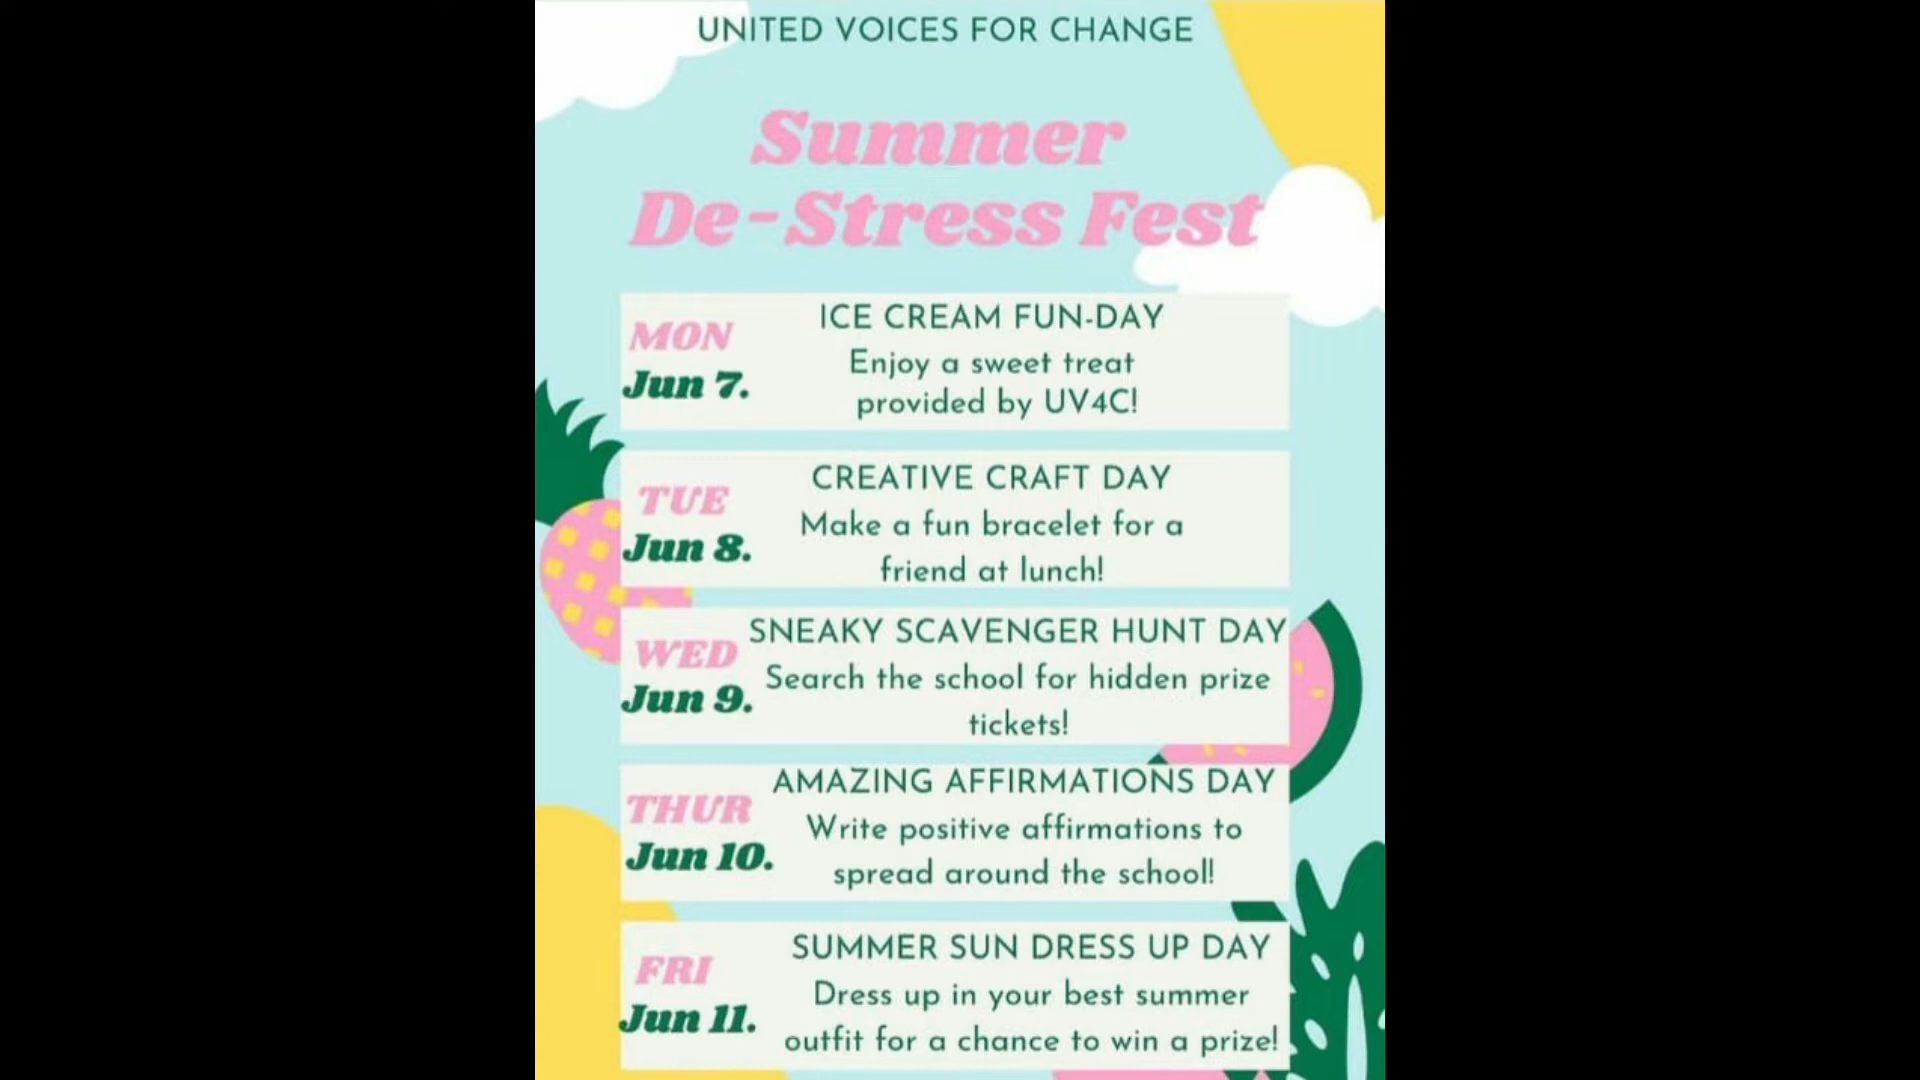 UNITED VOICES FOR CHANGE
Summer
De-Stress Fest
MON
Jun 7.
ICE CREAM FUN-DAY
Enjoy a sweet treat
provided by UV4C!
TUE
Jun 8.
CREATIVE CRAFT DAY
Make a fun bracelet for a
friend at lunch!
WED
Jun 9.
SNEAKY SCAVENGER HUNT DAY
Search the school for hidden prize
tickets!
THUR
Jun 10.
AMAZING AFFIRMATIONS DAY
Write positive affirmations to
spread around the school!
FRI
Jun 11.
SUMMER SUN DRESS UP DAY
Dress up in your best summer
outfit for a chance to win a prize!